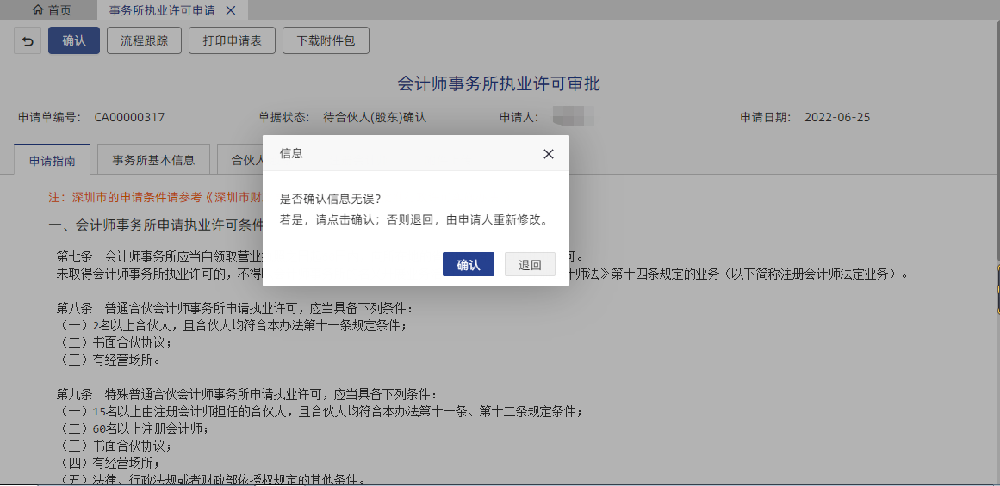 首页
事务所执业许可申请
确认
流程跟踪
打印申请表
下载附件包
会计师事务所执业许可审批
申请单编号： CA00000317
单据状态： 待合伙人(股东)确认
申请人：
申请日期： 2022-06-25
申请指南
事务所基本信息
合伙人
信息
是否确认信息无误？
若是，请点击确认；否则退回，由申请人重新修改。
确认
退回
注：深圳市的申请条件请参考《深圳市财
一、会计师事务所申请执业许可条件
第七条 会计师事务所应当自领取营业 可。
未取得会计师事务所执业许可的，不得 计师法》第十四条规定的业务（以下简称注册会计师法定业务）。
第八条 普通合伙会计师事务所申请执业许可，应当具备下列条件：
（一）2名以上合伙人，且合伙人均符合本办法第十一条规定条件；
（二）书面合伙协议；
（三）有经营场所。
第九条 特殊普通合伙会计师事务所申请执业许可，应当具备下列条件：
（一）15名以上由注册会计师担任的合伙人，且合伙人均符合本办法第十一条、第十二条规定条件；
（二）60名以上注册会计师；
（三）书面合伙协议；
（四）有经营场所；
（五）法律、行政法规或者财政部依授权规定的其他条件。